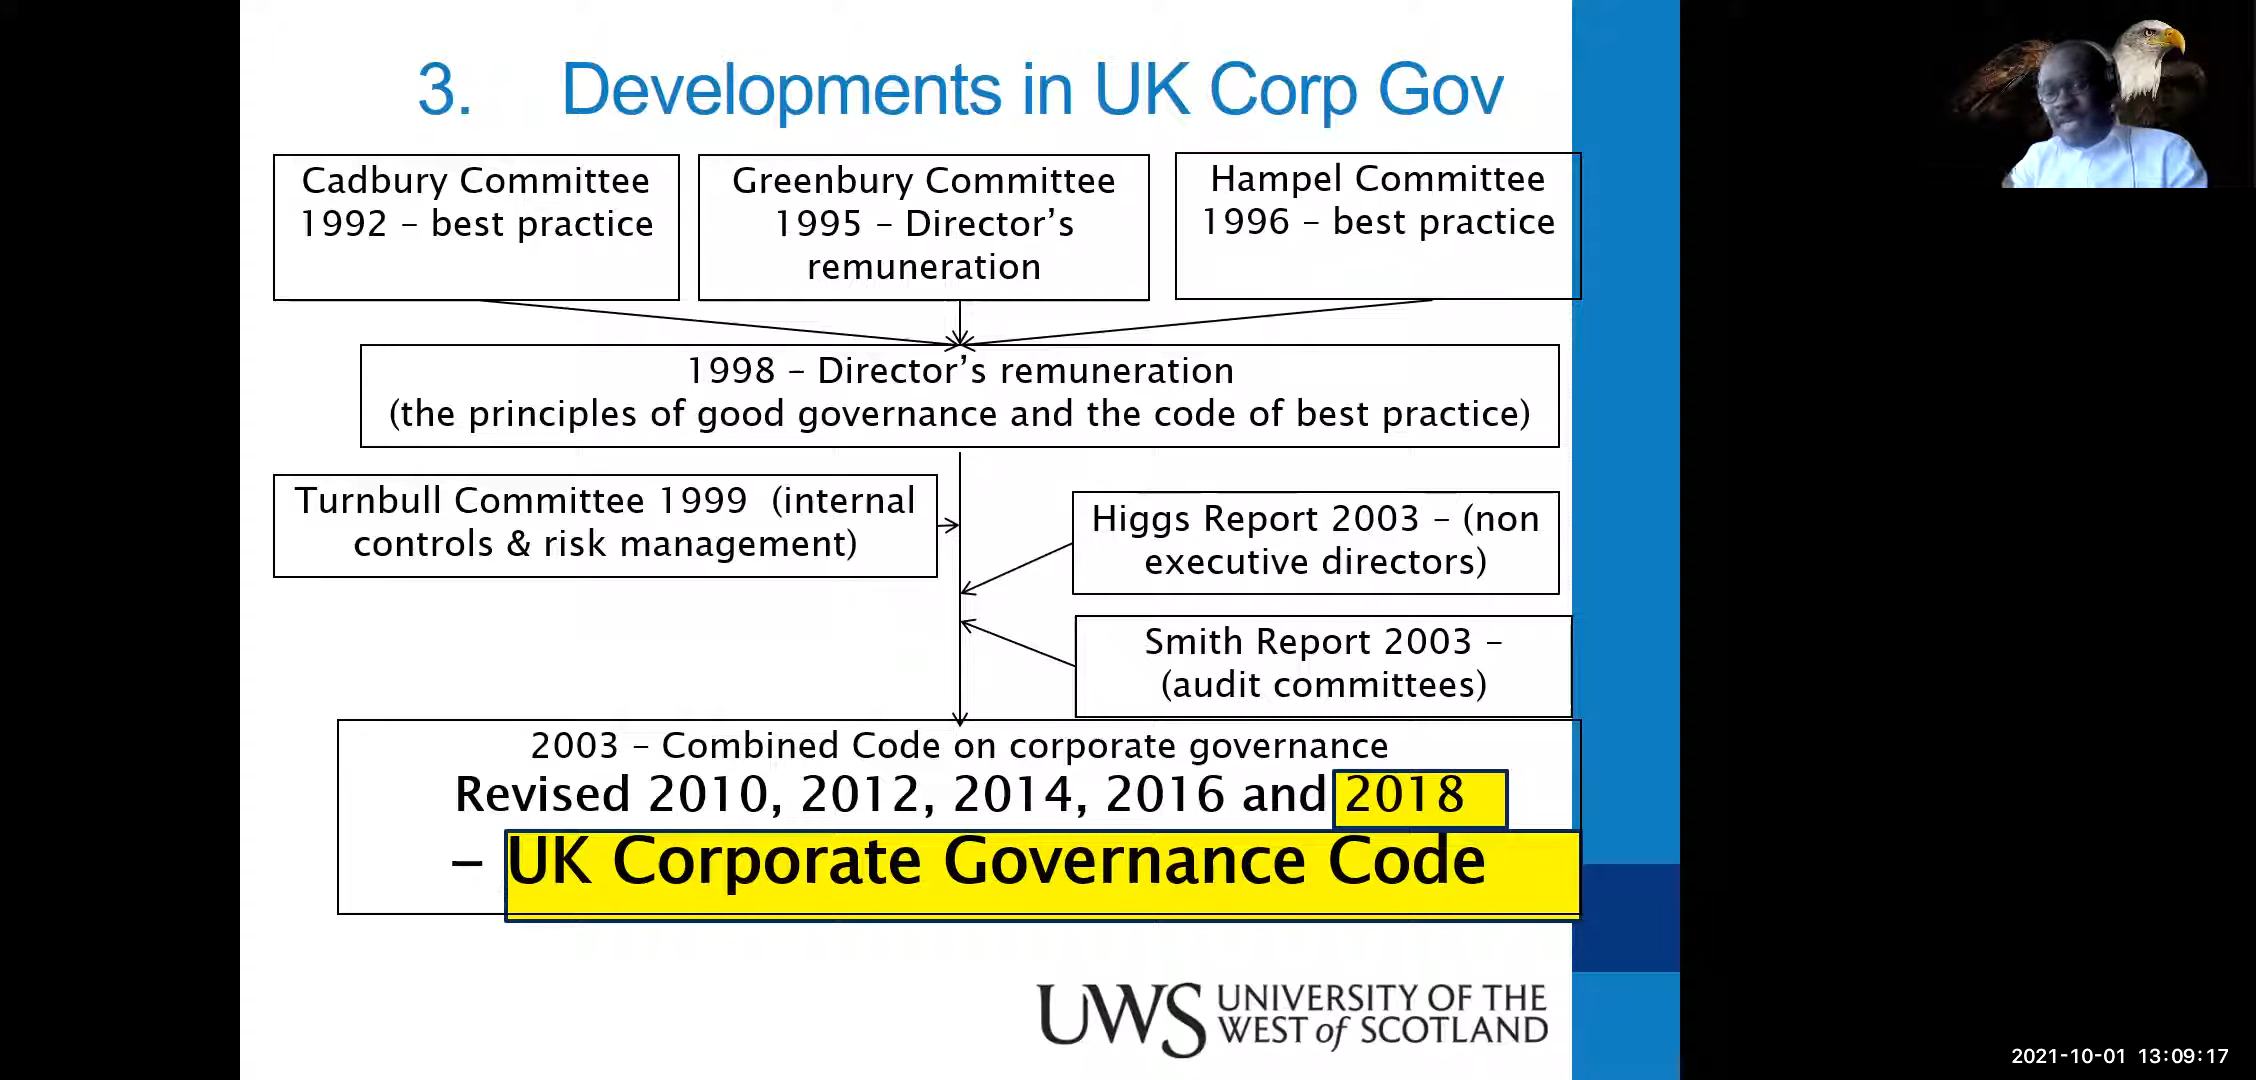 3. Developments in UK Corp Gov
Cadbury Committee
1992 – best practice
Greenbury Committee
1995 – Director’s
remuneration
Hampel Committee
1996 – best practice
1998 – Director’s remuneration
(the principles of good governance and the code of best practice)
Turnbull Committee 1999 (internal
controls & risk management)
Higgs Report 2003 – (non
executive directors)
Smith Report 2003 –
(audit committees)
2003 – Combined Code on corporate governance
Revised 2010, 2012, 2014, 2016 and 2018
– UK Corporate Governance Code
UWS UNIVERSITY OF THE
WEST of SCOTLAND
2021-10-01 13:09:17